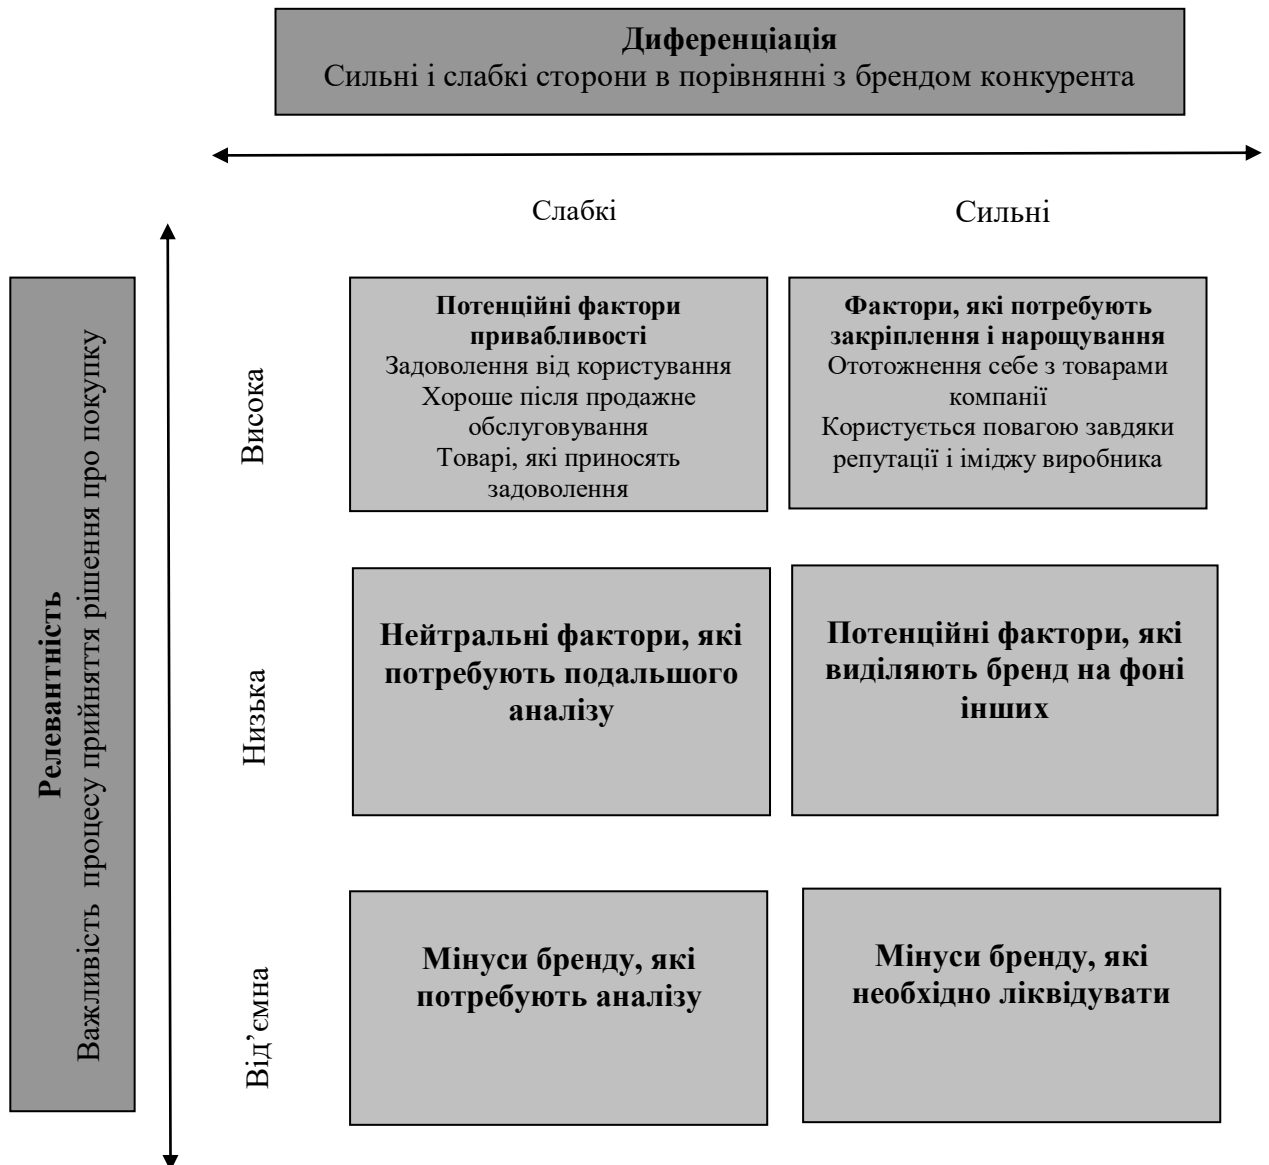 Диференціація
Сильні і слабкі сторони в порівнянні з брендом конкурента
Слабкі
Сильні
Релевантність
Важливість процесу прийняття рішення про покупку
Висока
Потенційні фактори
привабливості
Задоволення від користування
Хороше після продажне
обслуговування
Товарі, які приносять
задоволення
Фактори, які потребують
закріплення і нарощування
Ототожнення себе з товарами
компанії
Користується повагою завдяки
репутації і іміджу виробника
Низька
Нейтральні фактори, які
потребують подальшого
аналізу
Потенційні фактори, які
виділяють бренд на фоні
інших
Від’ємна
Мінуси бренду, які
потребують аналізу
Мінуси бренду, які
необхідно ліквідувати